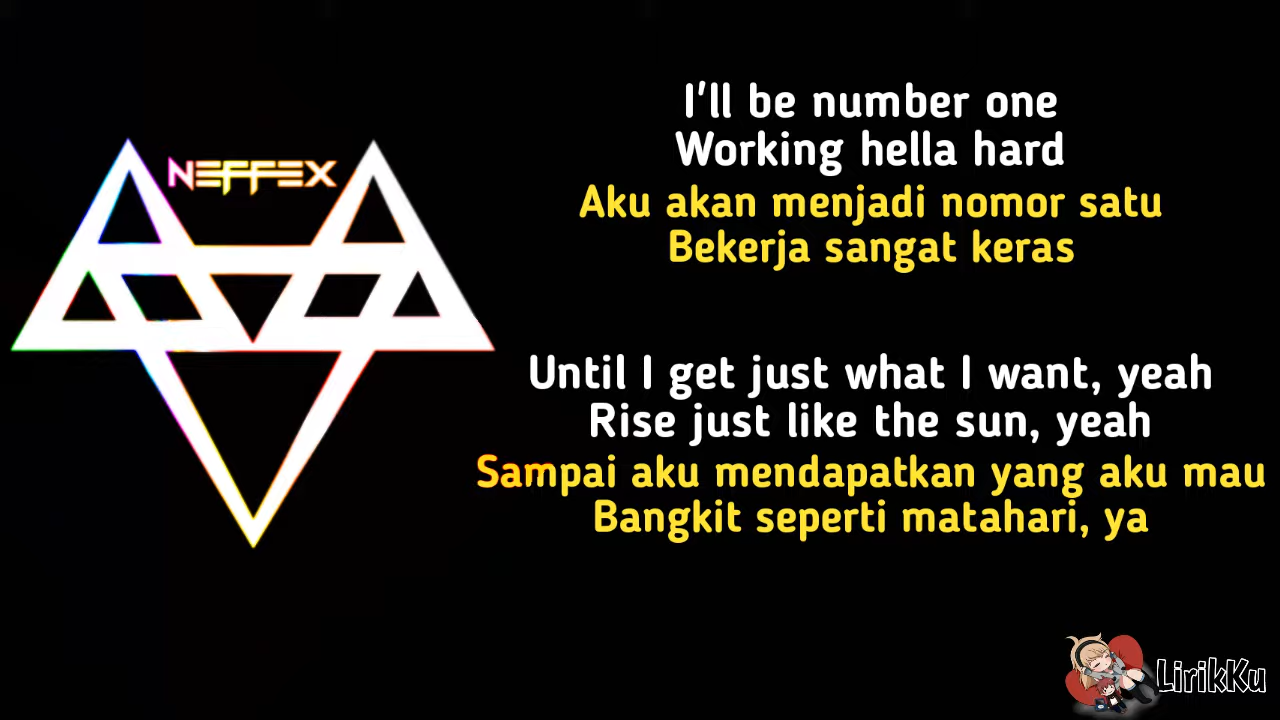 NEFFEX
I'll be number one
Working hella hard
Aku akan menjadi nomor satu
Bekerja sangat keras
Until I get just what I want, yeah
Rise just like the sun, yeah
Sampai aku mendapatkan yang aku mau
Bangkit seperti matahari, ya
LirikKu